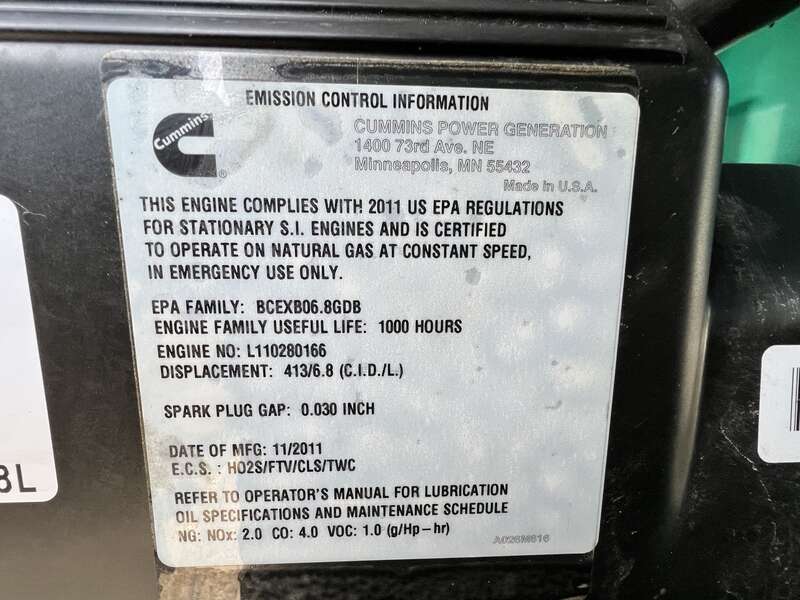 EMISSION CONTROL INFORMATION
Cummins
CUMMINS POWER GENERATION
1400 73rd Ave. NE
Minneapolis, MN 55432
Made in U.S.A.
THIS ENGINE COMPLIES WITH 2011 US EPA REGULATIONS
FOR STATIONARY S.I. ENGINES AND IS CERTIFIED
TO OPERATE ON NATURAL GAS AT CONSTANT SPEED,
IN EMERGENCY USE ONLY.
EPA FAMILY: BCEXB06.8GDB
ENGINE FAMILY USEFUL LIFE: 1000 HOURS
ENGINE NO: L110280166
DISPLACEMENT: 413/6.8 (C.I.D./L.)
SPARK PLUG GAP: 0.030 INCH
DATE OF MFG: 11/2011
E.C.S. : HO2S/FTV/CLS/TWC
REFER TO OPERATOR'S MANUAL FOR LUBRICATION
OIL SPECIFICATIONS AND MAINTENANCE SCHEDULE
NG: NOx: 2.0 CO: 4.0 VOC: 1.0 (g/Hp-hr)
A026M616
8L